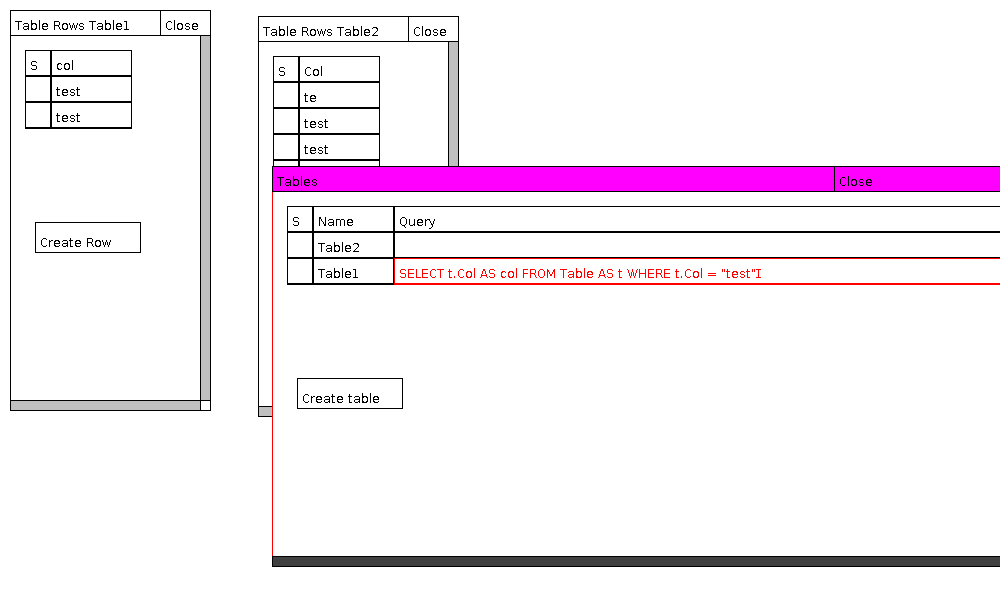 Table Rows Table1 Close
S col
test
test
Create Row
Table Rows Table2 Close
S Col
te
test
test
Tables Close
S Name Query
Table2
Table1 SELECT t.Col AS col FROM Table AS t WHERE t.Col = "test"
Create table